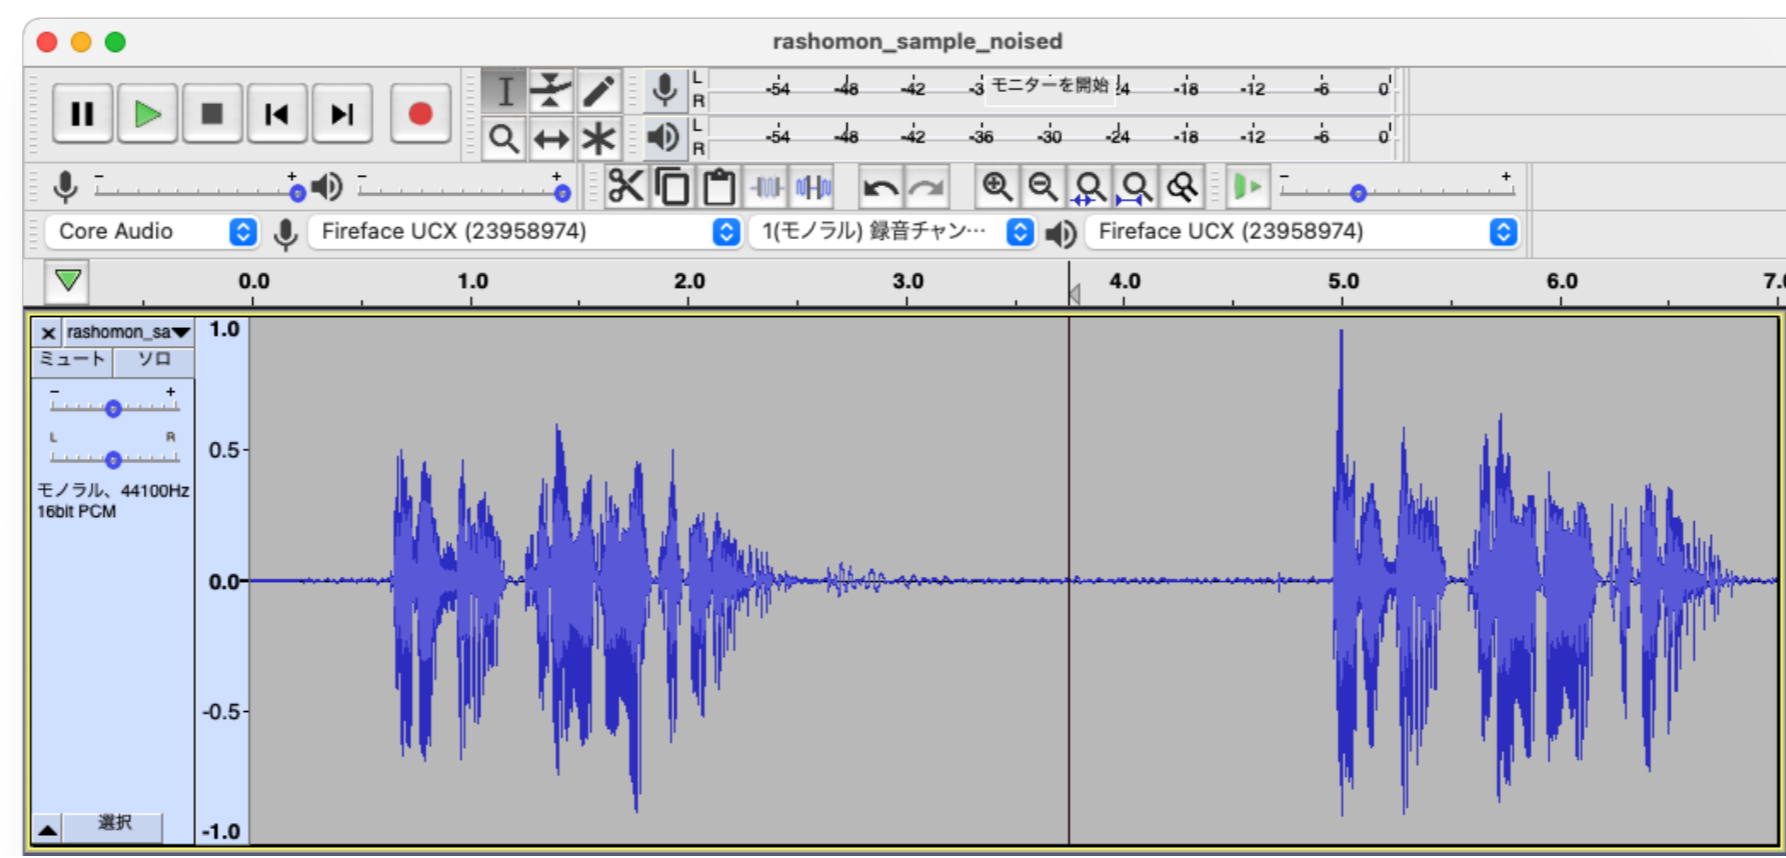 rashomon_sample_noised
L
R
-54 -48 -42 -3 モニターを開始 24 -18 -12 -6 0
L
R
-54 -48 -42 -36 -30 -24 -18 -12 -6 0
- + - + - +
Core Audio Fireface UCX (23958974) 1(モノラル) 録音チャン… Fireface UCX (23958974)
0.0 1.0 2.0 3.0 4.0 5.0 6.0 7.0
rashomon_sa
ミュート ソロ
- +
L R
モノラル、44100Hz
16bit PCM
選択
1.0
0.5-
0.0-
-0.5-
-1.0